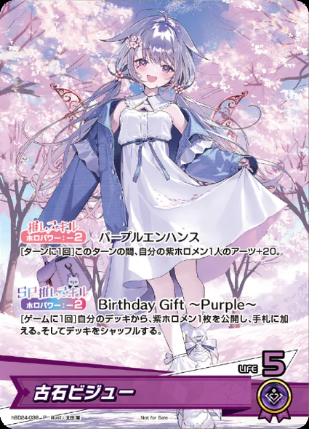 推しスキル
ホロパワー：-2
パープルエンハンス
[ターンに1回]このターンの間、自分の紫ホロメン1人のアーツ+20。
SP推しスキル
ホロパワー：-2
Birthday Gift ～Purple～
[ゲームに1回]自分のデッキから、紫ホロメン1枚を公開し、手札に加
える。そしてデッキをシャッフルする。
LIFE 5
古石ビジュー
Not for Sale